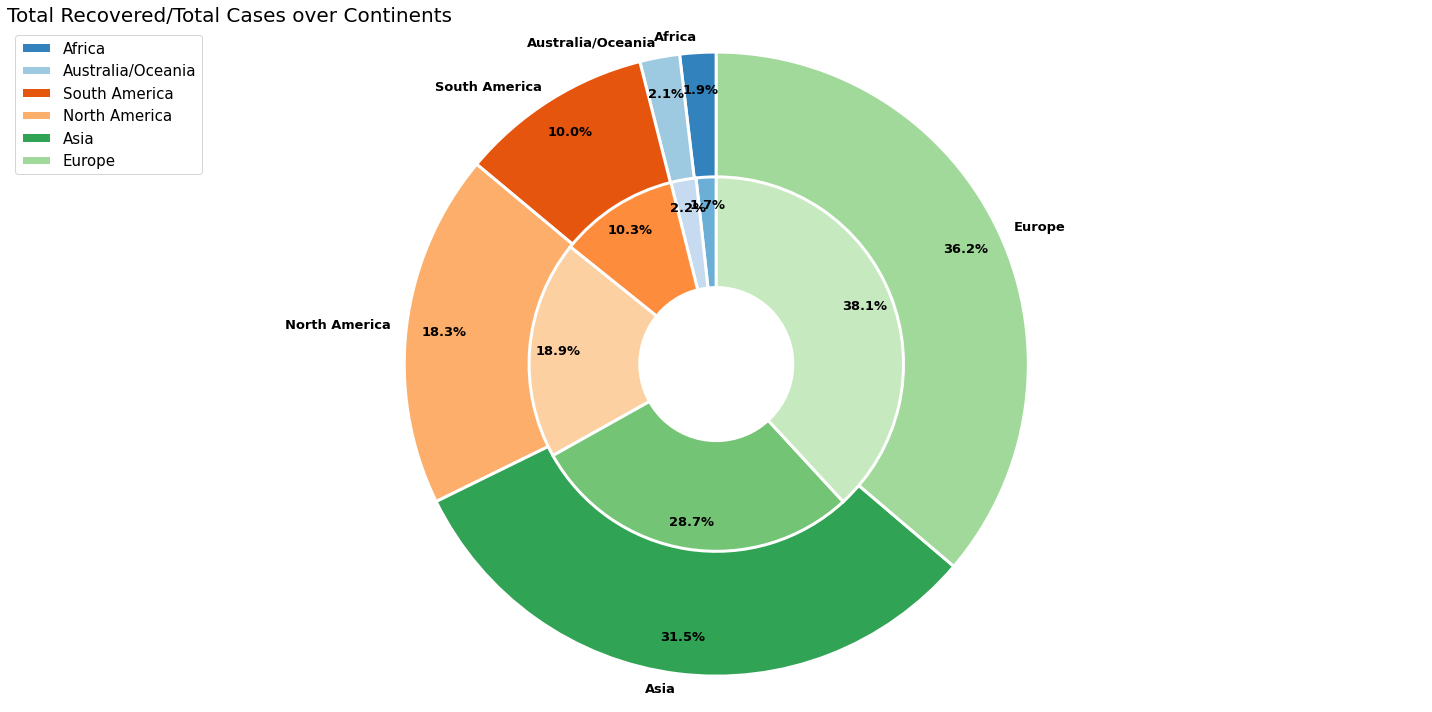 Total Recovered/Total Cases over Continents
Africa
Australia/Oceania
South America
North America
Asia
Europe
Africa
Australia/Oceania
South America
North America
Asia
Europe
1.9%
2.1%
10.0%
18.3%
31.5%
36.2%
1.7%
2.2%
10.3%
18.9%
28.7%
38.1%